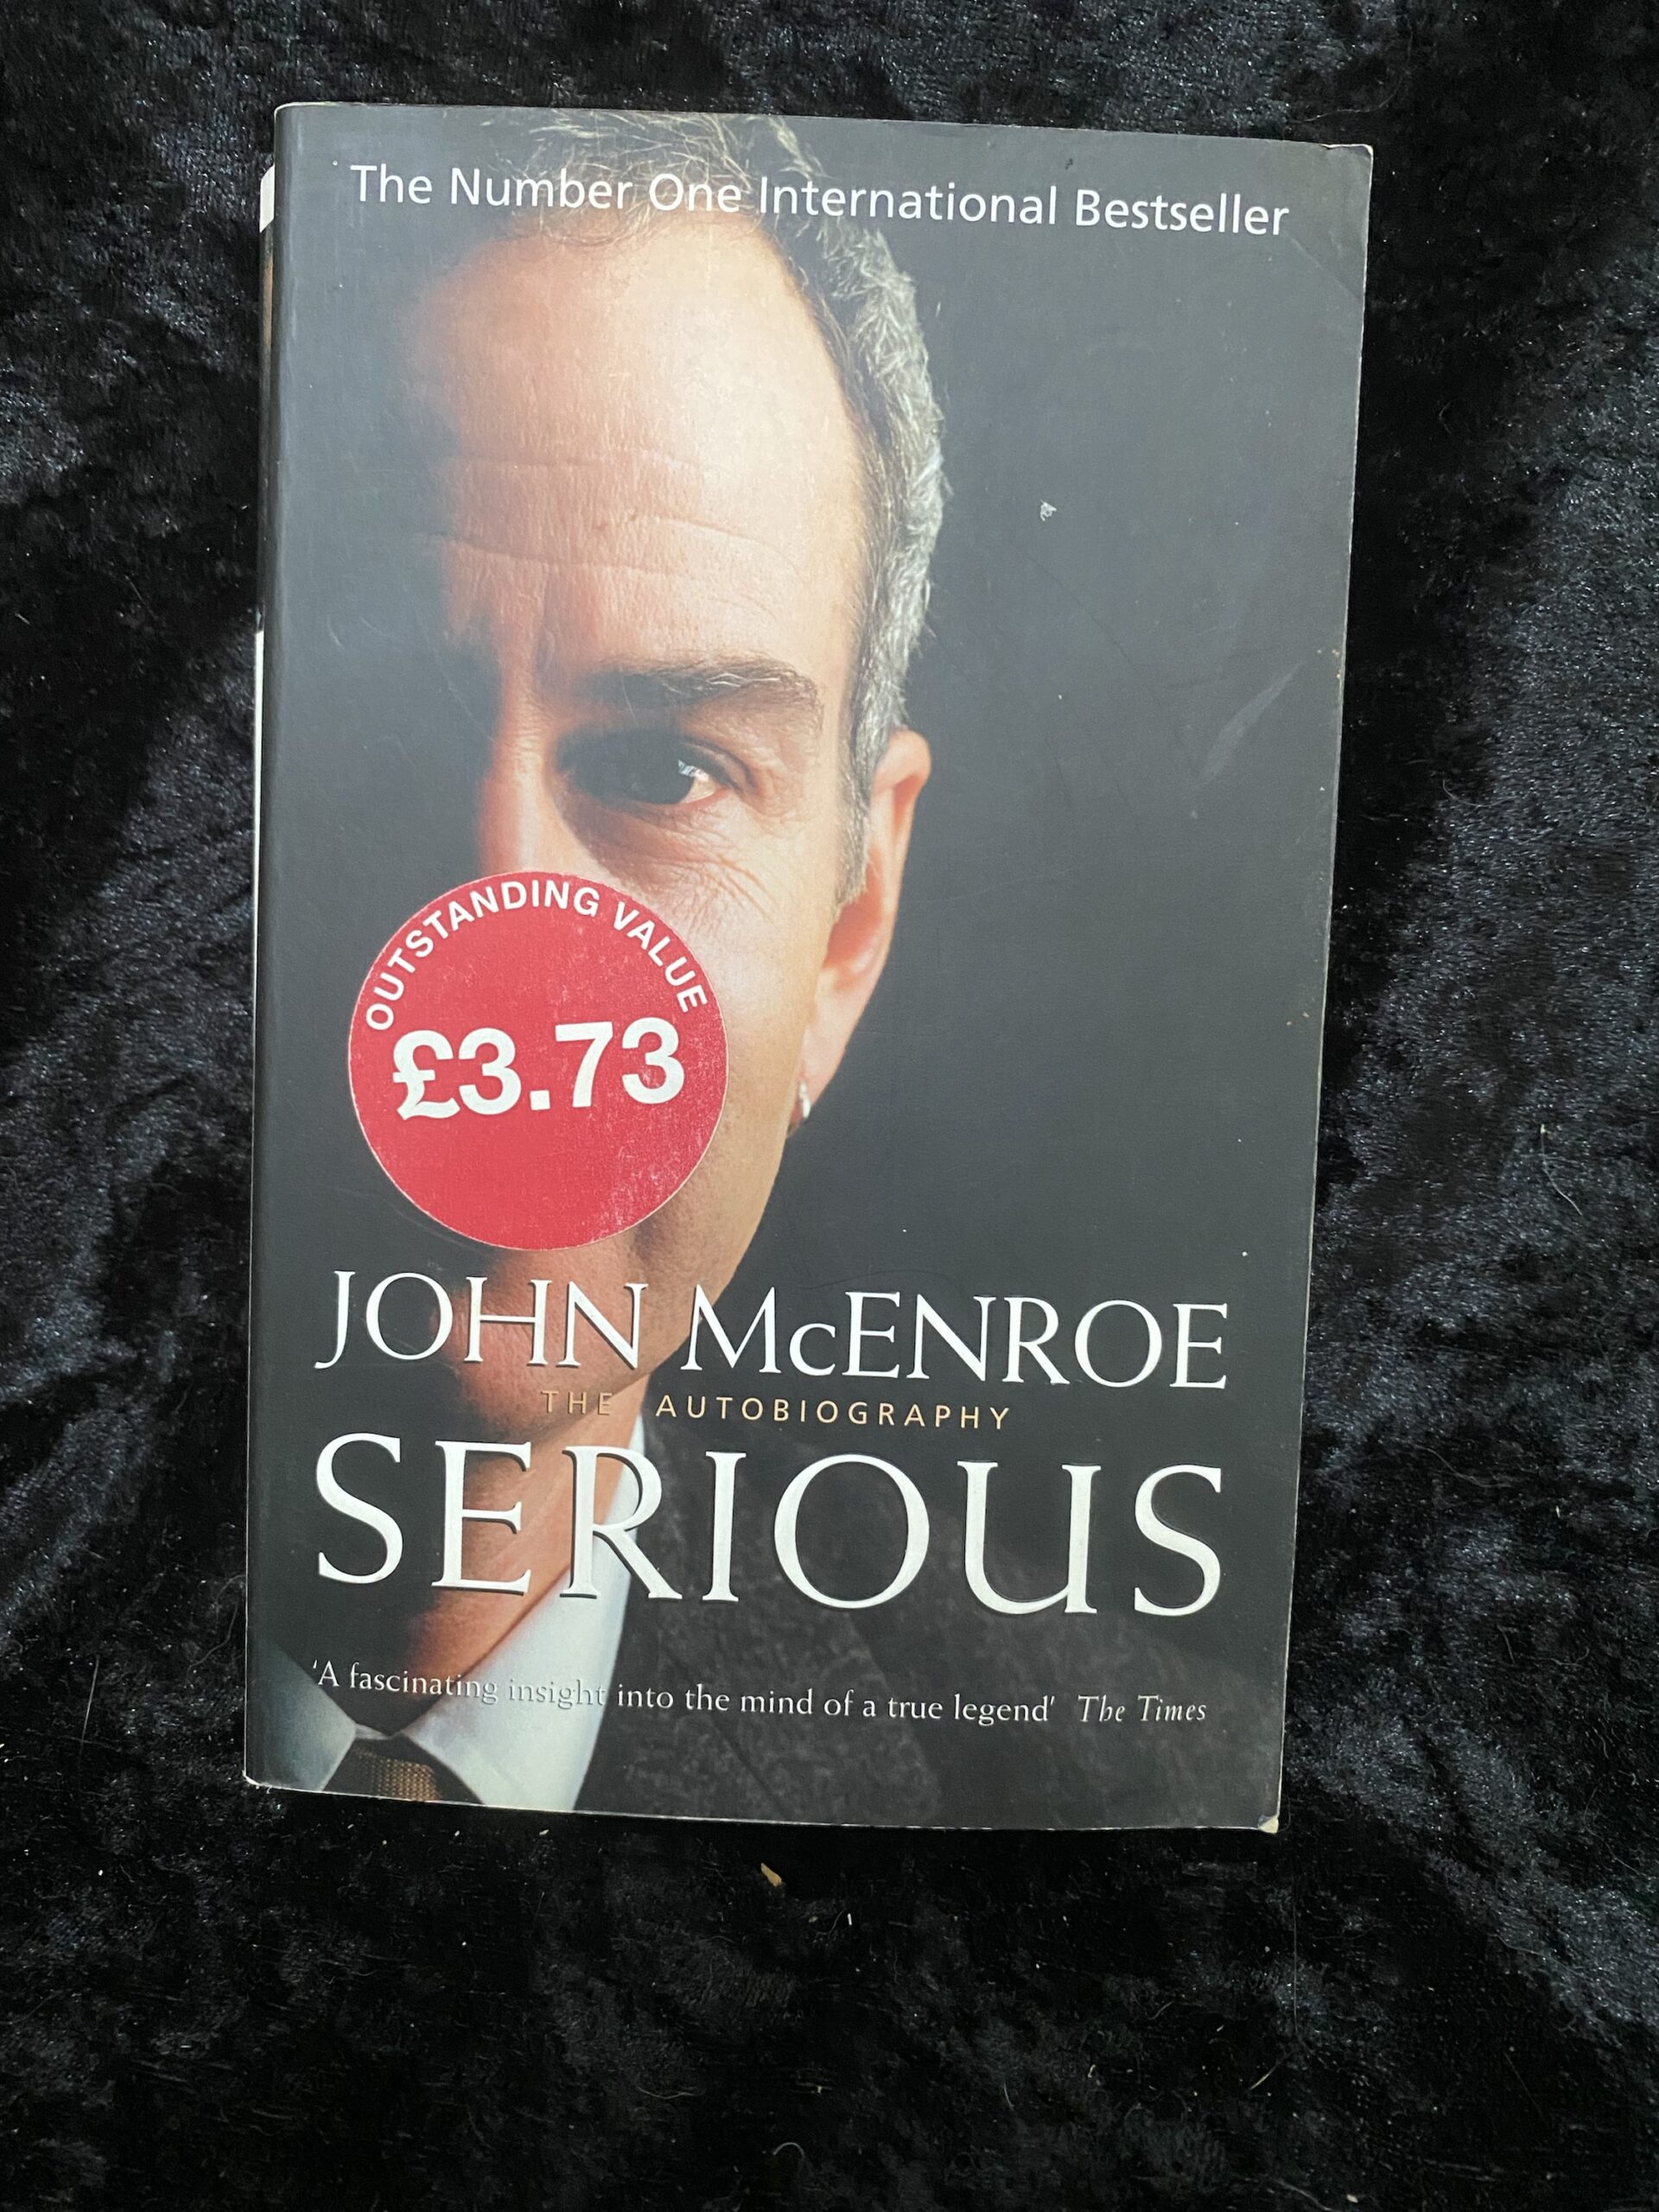 The Number One International Bestseller
OUTSTANDING VALUE
£3.73
JOHN McENROE
THE AUTOBIOGRAPHY
SERIOUS
'A fascinating insight into the mind of a true legend' The Times